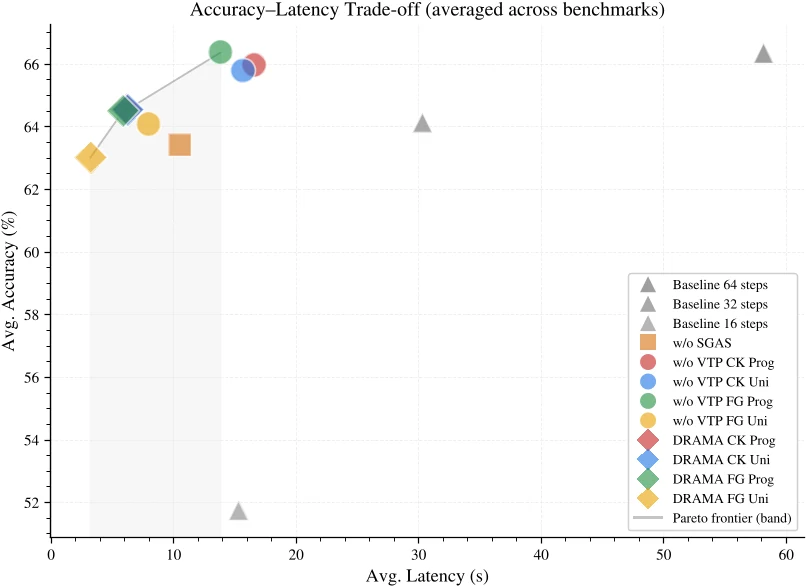 Accuracy–Latency Trade-off (averaged across benchmarks)
Avg. Accuracy (%)
66
64
62
60
58
56
54
52
0 10 20 30 40 50 60
Avg. Latency (s)
Baseline 64 steps
Baseline 32 steps
Baseline 16 steps
w/o SGAS
w/o VTP CK Prog
w/o VTP CK Uni
w/o VTP FG Prog
w/o VTP FG Uni
DRAMA CK Prog
DRAMA CK Uni
DRAMA FG Prog
DRAMA FG Uni
Pareto frontier (band)